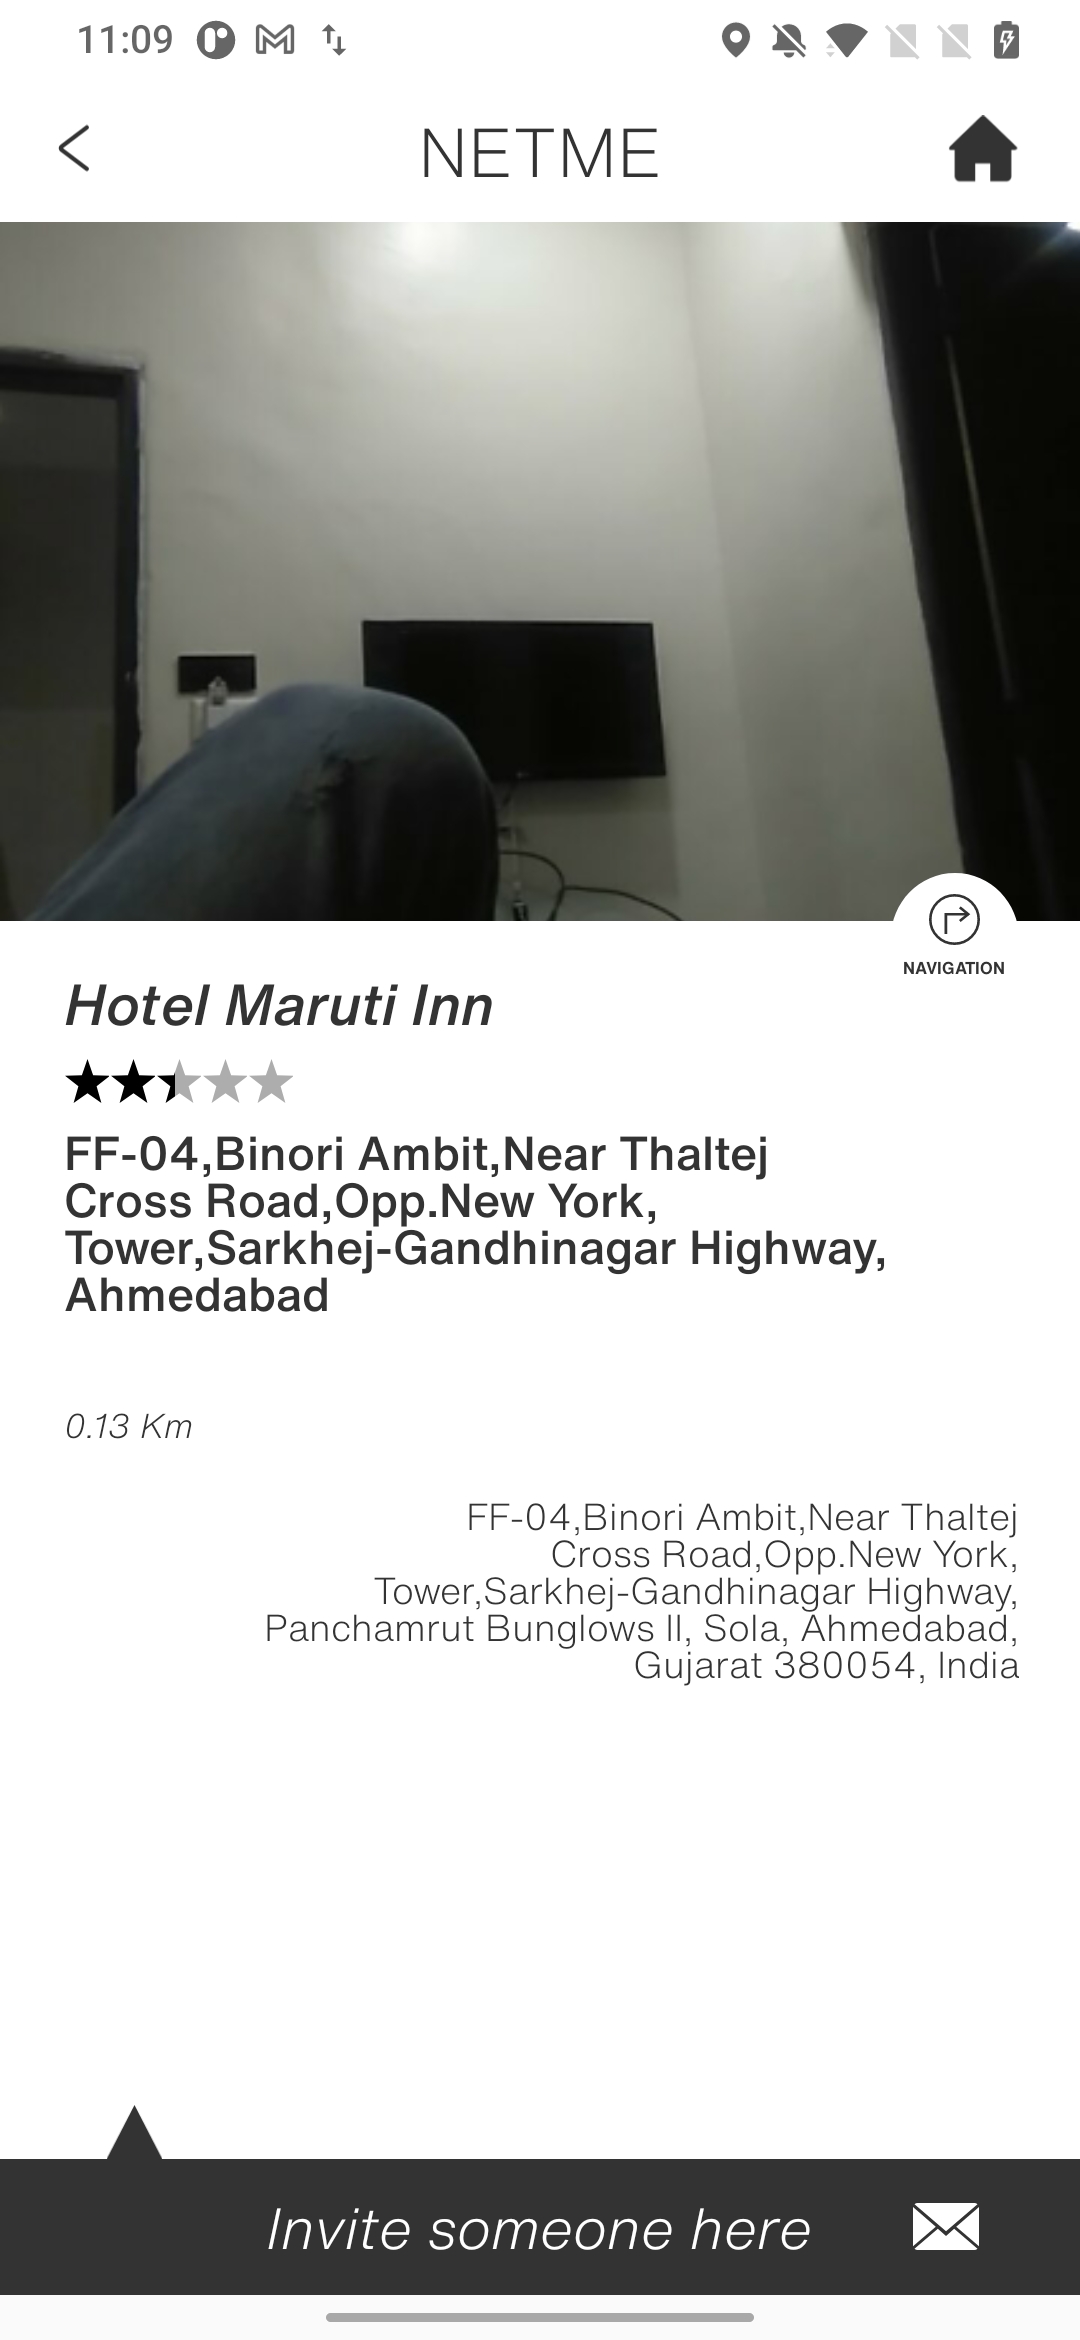 11:09
NETME
NAVIGATION
Hotel Maruti Inn
FF-04,Binori Ambit,Near Thaltej
Cross Road,Opp.New York,
Tower,Sarkhej-Gandhinagar Highway,
Ahmedabad
0.13 Km
FF-04,Binori Ambit,Near Thaltej
Cross Road,Opp.New York,
Tower,Sarkhej-Gandhinagar Highway,
Panchamrut Bunglows II, Sola, Ahmedabad,
Gujarat 380054, India
Invite someone here